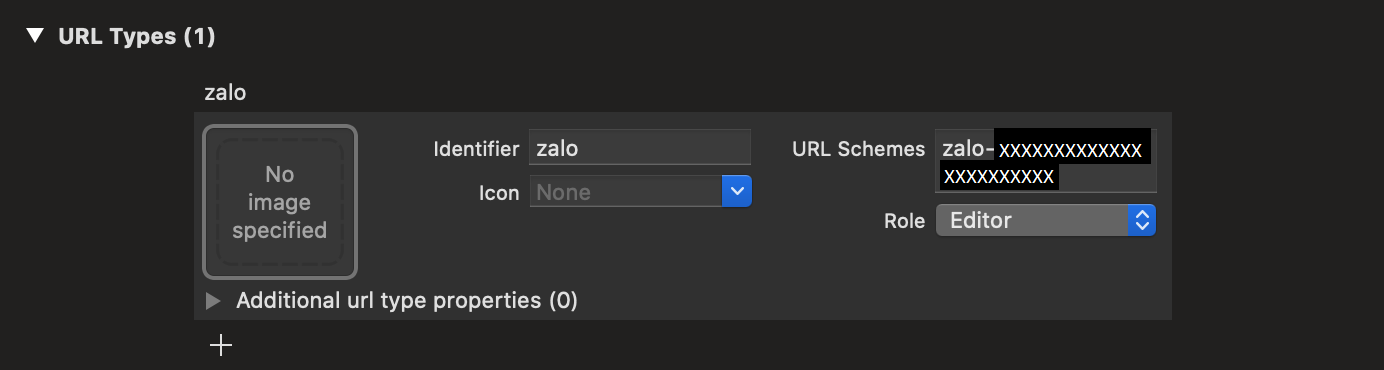 URL Types (1)
zalo
No
image
specified
Identifier zalo
Icon None
URL Schemes zalo-xxxxxxxxxxxxx
xxxxxxxxxx
Role Editor
Additional url type properties (0)